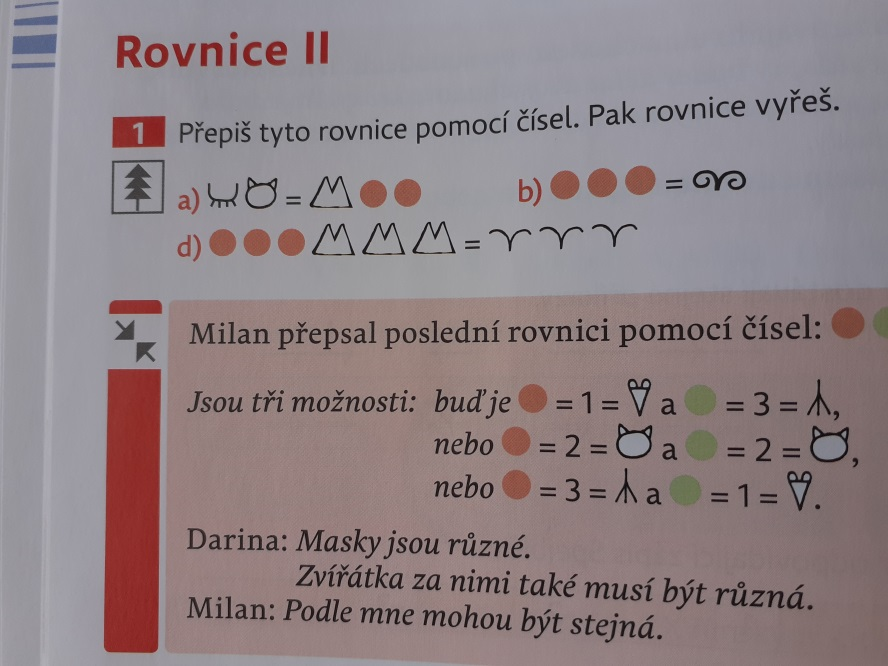 Rovnice II
1 Přepiš tyto rovnice pomocí čísel. Pak rovnice vyřeš.
a) = b) =
d) =
Milan přepsal poslední rovnici pomocí čísel:
Jsou tři možnosti: buď je = 1 = a = 3 = ,
nebo = 2 = a = 2 = ,
nebo = 3 = a = 1 = .
Darina: Masky jsou různé.
Zvířátka za nimi také musí být různá.
Milan: Podle mne mohou být stejná.